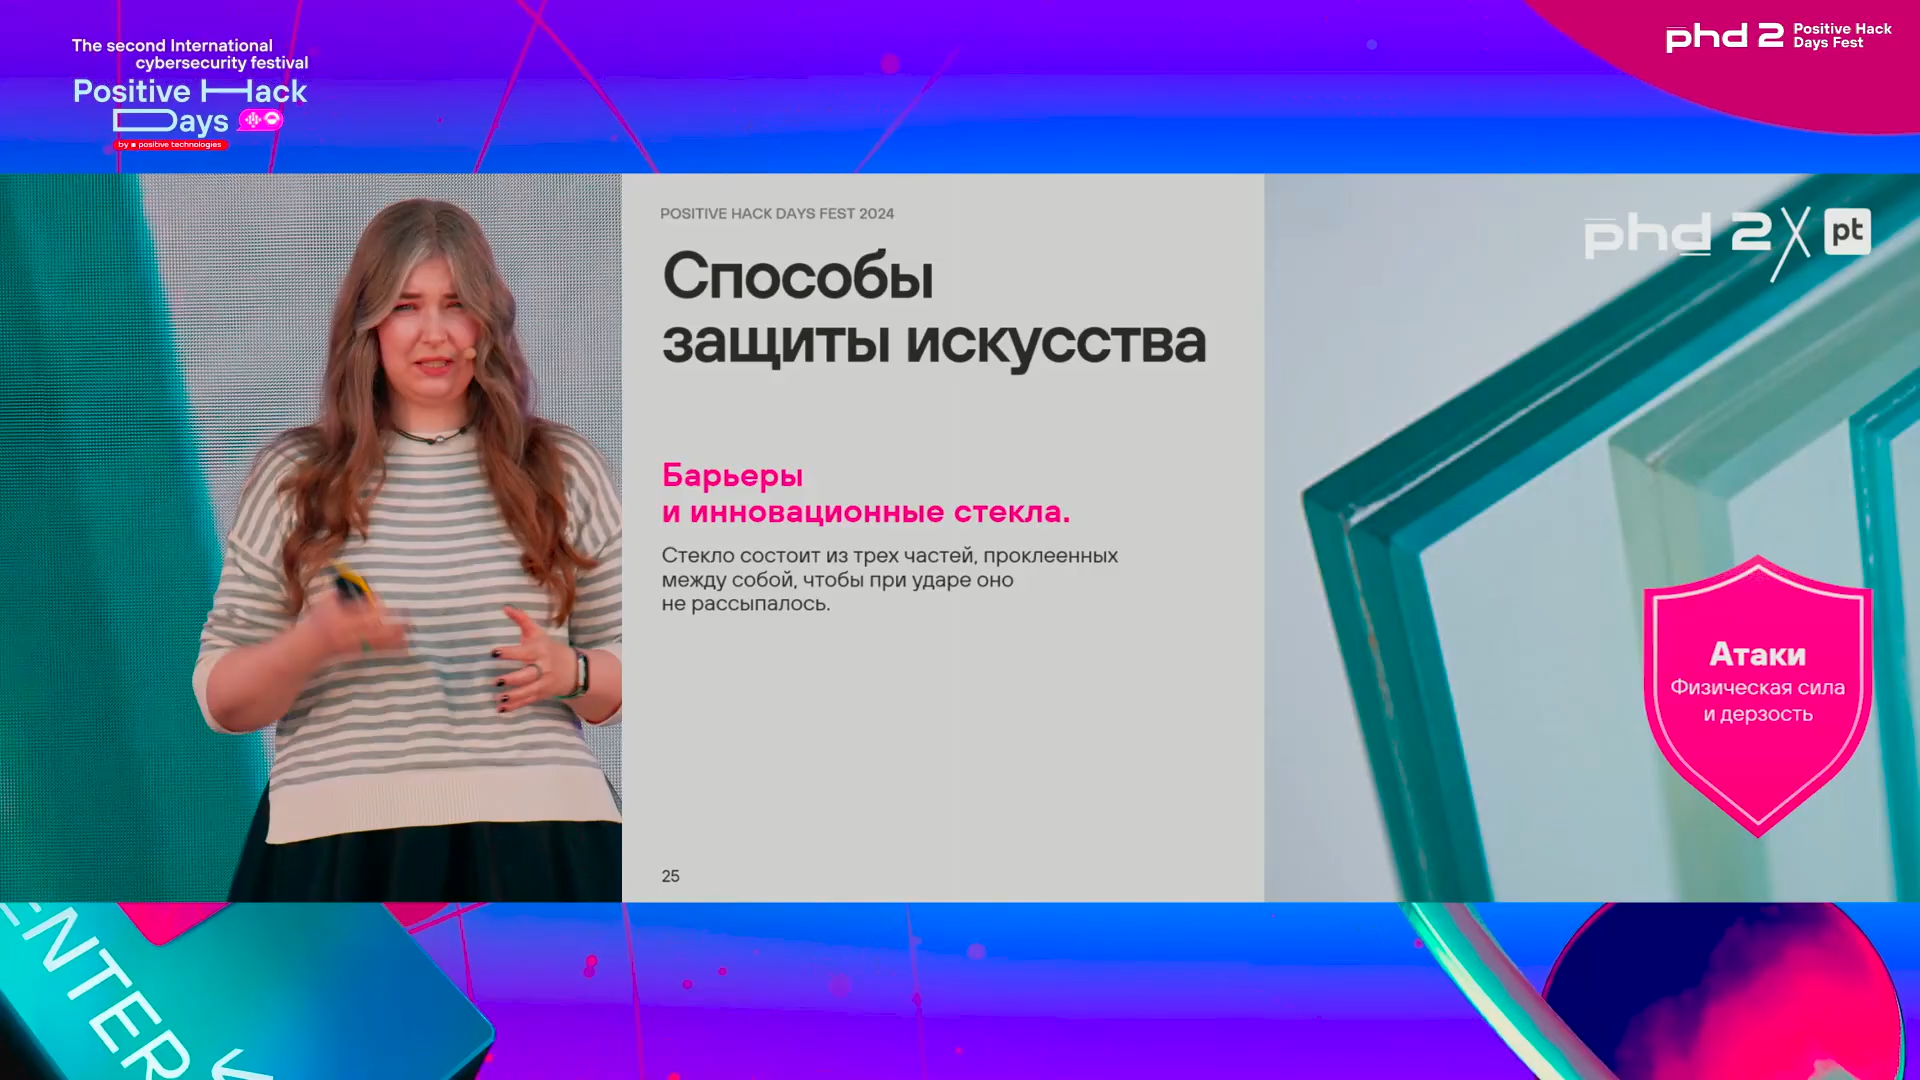 The second International
cybersecurity festival
Positive Hack
Days
by positive technologies
phd 2 Positive Hack
Days Fest
POSITIVE HACK DAYS FEST 2024
Способы
защиты искусства
Барьеры
и инновационные стекла.
Стекло состоит из трех частей, проклеенных
между собой, чтобы при ударе оно
не рассыпалось.
25
phd 2 X pt
Атаки
Физическая сила
и дерзость
ENTER